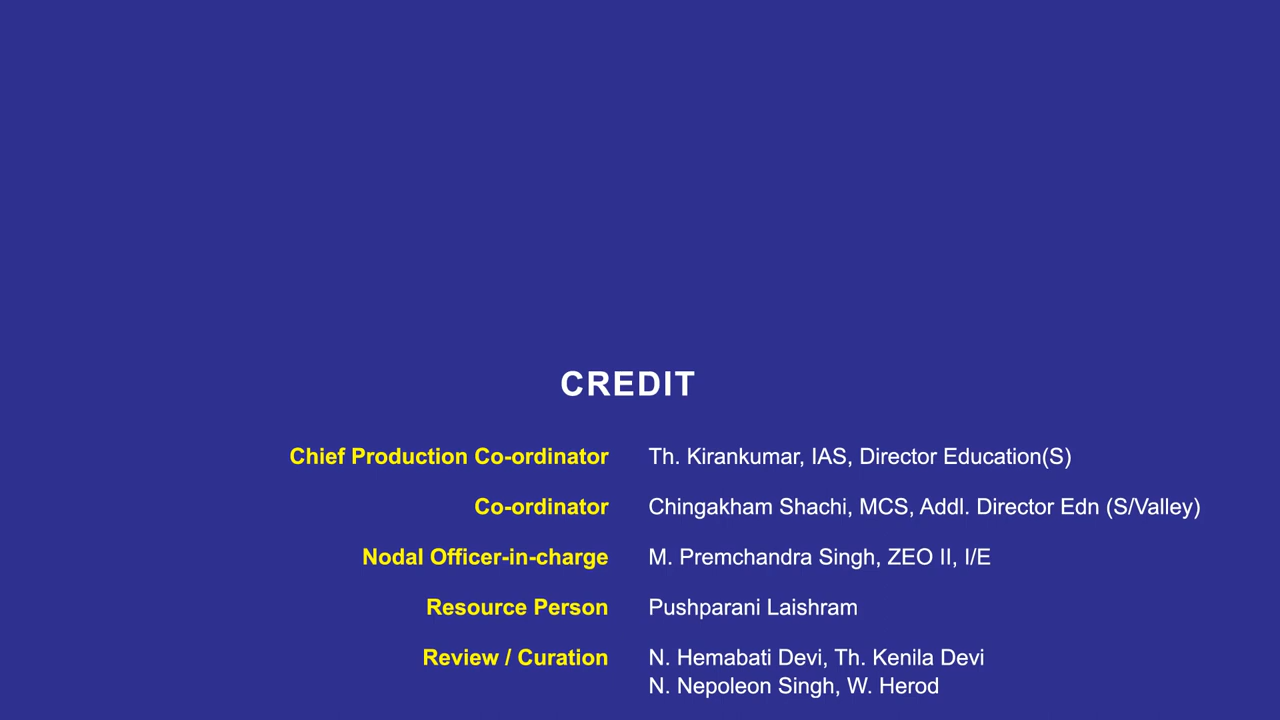 CREDIT
Chief Production Co-ordinator Th. Kirankumar, IAS, Director Education(S)
Co-ordinator Chingakham Shachi, MCS, Addl. Director Edn (S/Valley)
Nodal Officer-in-charge M. Premchandra Singh, ZEO II, I/E
Resource Person Pushparani Laishram
Review / Curation N. Hemabati Devi, Th. Kenila Devi
N. Nepoleon Singh, W. Herod